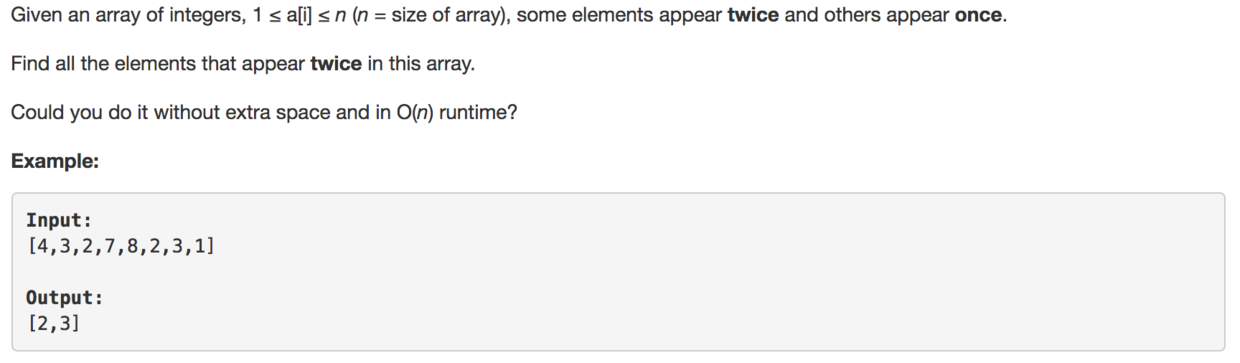 Given an array of integers, 1 ≤ a[i] ≤ n (n = size of array), some elements appear twice and others appear once.
Find all the elements that appear twice in this array.
Could you do it without extra space and in O(n) runtime?
Example:
Input:
[4,3,2,7,8,2,3,1]
Output:
[2,3]